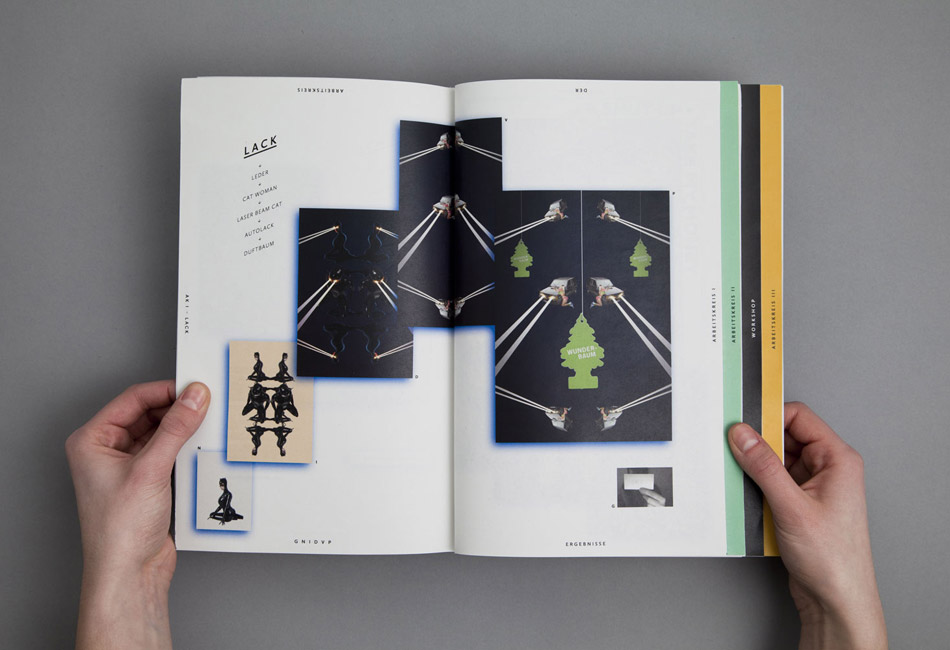 ARBEITSKREIS
LACK
+
LEDER
+
CAT WOMAN
+
LASER BEAM CAT
+
AUTOLACK
+
DUFTBAUM
AK I – LACK
N
I
D
GNIDVP
DER
A
P
WUNDER-
BAUM
G
ERGEBNISSE
ARBEITSKREIS I
ARBEITSKREIS II
WORKSHOP
ARBEITSKREIS III